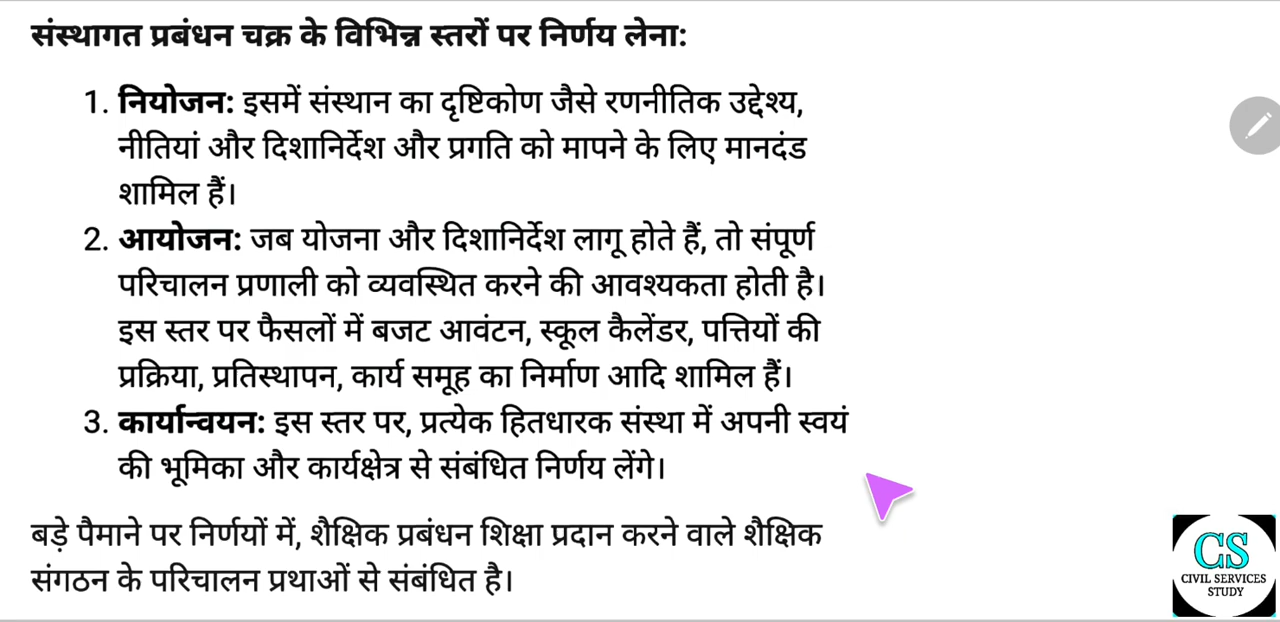 संस्थागत प्रबंधन चक्र के विभिन्न स्तरों पर निर्णय लेना:
1. नियोजन: इसमें संस्थान का दृष्टिकोण जैसे रणनीतिक उद्देश्य,
नीतियां और दिशानिर्देश और प्रगति को मापने के लिए मानदंड
शामिल हैं।
2. आयोजन: जब योजना और दिशानिर्देश लागू होते हैं, तो संपूर्ण
परिचालन प्रणाली को व्यवस्थित करने की आवश्यकता होती है।
इस स्तर पर फैसलों में बजट आवंटन, स्कूल कैलेंडर, पत्तियों की
प्रक्रिया, प्रतिस्थापन, कार्य समूह का निर्माण आदि शामिल हैं।
3. कार्यान्वयन: इस स्तर पर, प्रत्येक हितधारक संस्था में अपनी स्वयं
की भूमिका और कार्यक्षेत्र से संबंधित निर्णय लेंगे।
बड़े पैमाने पर निर्णयों में, शैक्षिक प्रबंधन शिक्षा प्रदान करने वाले शैक्षिक
संगठन के परिचालन प्रथाओं से संबंधित है।
CS
CIVIL SERVICES
STUDY